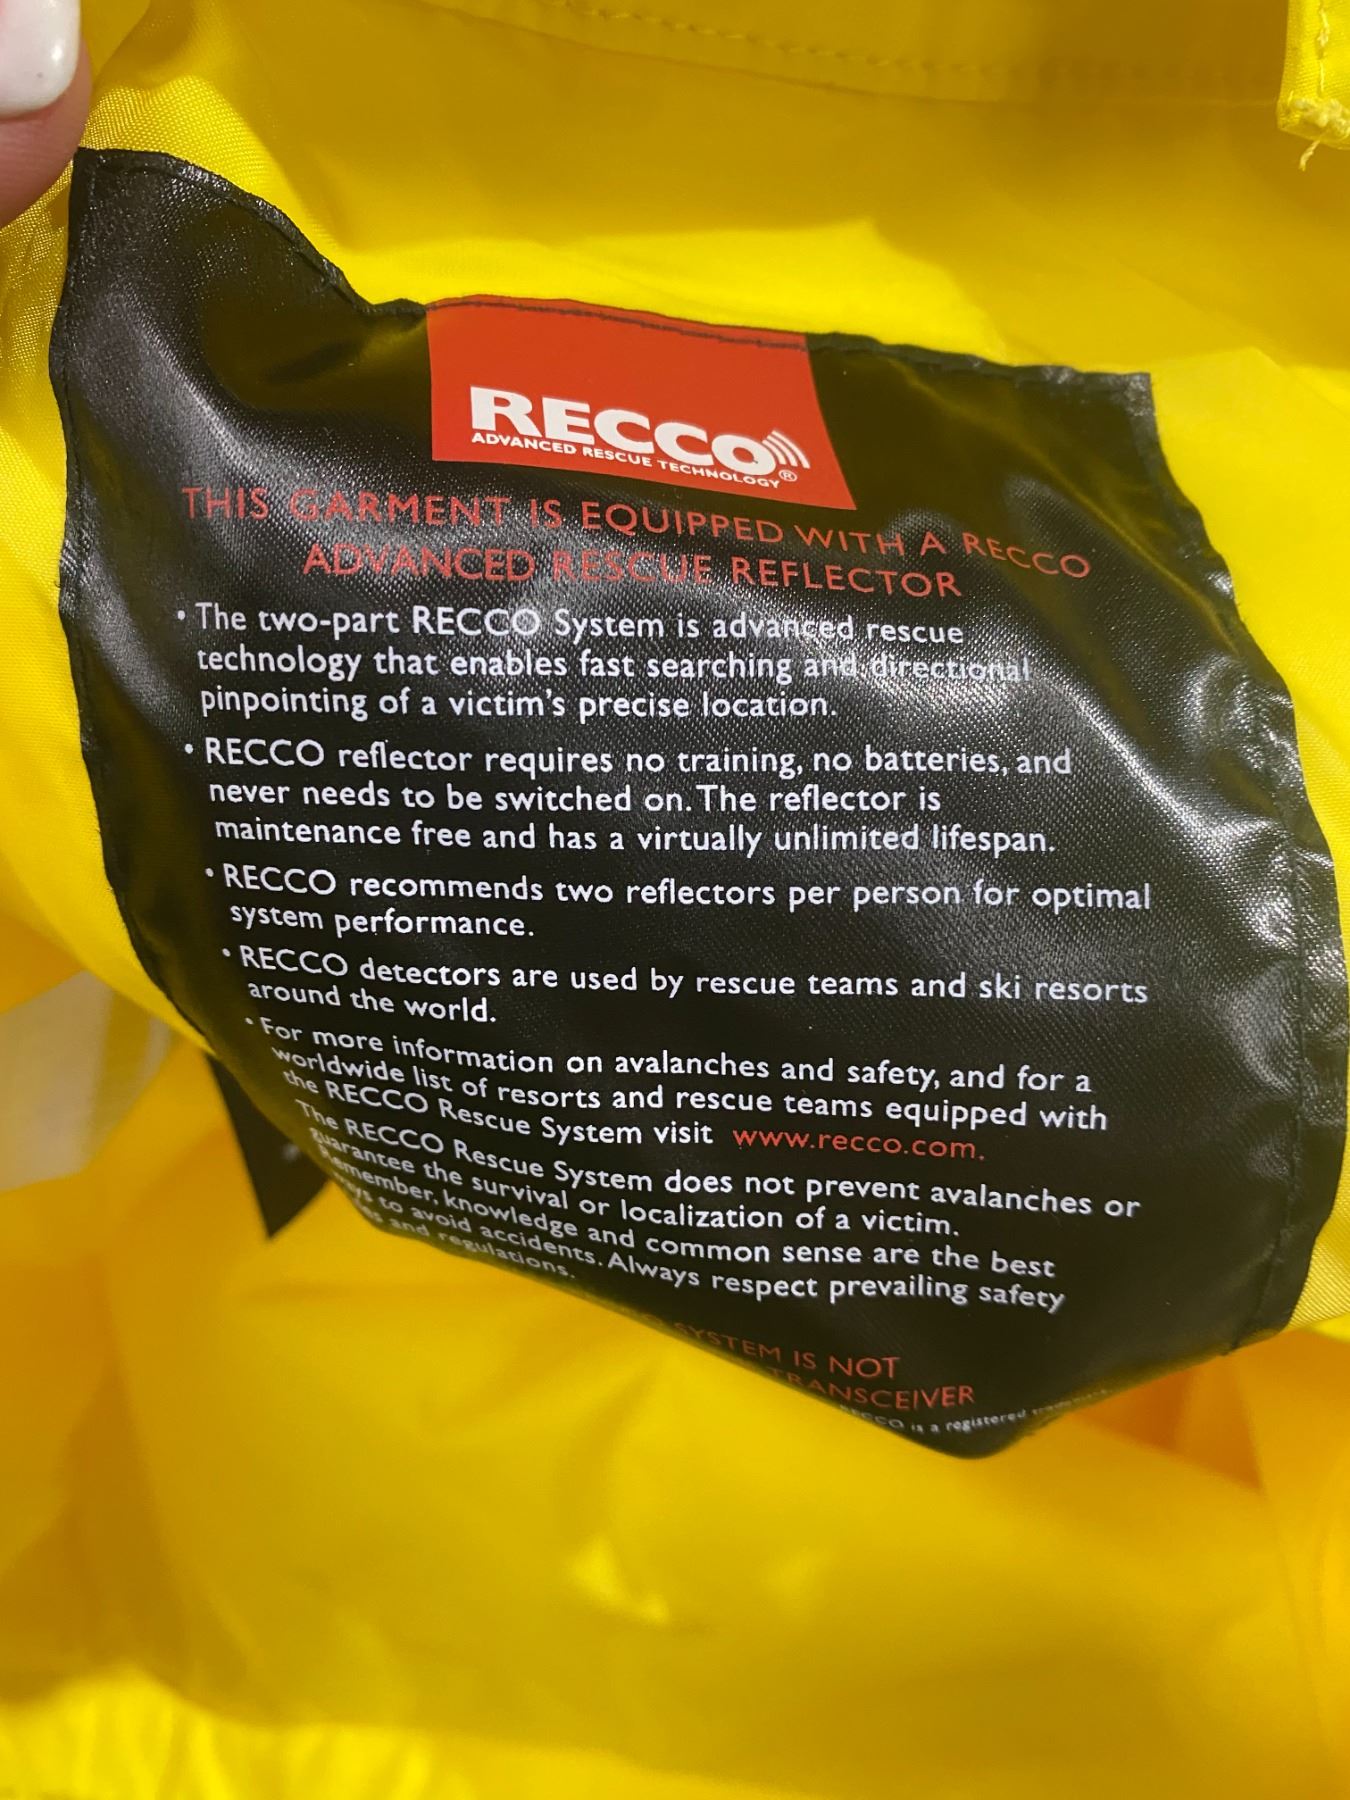 RECCO
ADVANCED RESCUE TECHNOLOGY®
THIS GARMENT IS EQUIPPED WITH A RECCO
ADVANCED RESCUE REFLECTOR
• The two-part RECCO System is advanced rescue
technology that enables fast searching and directional
pinpointing of a victim's precise location.
• RECCO reflector requires no training, no batteries, and
never needs to be switched on. The reflector is
maintenance free and has a virtually unlimited lifespan.
• RECCO recommends two reflectors per person for optimal
system performance.
• RECCO detectors are used by rescue teams and ski resorts
around the world.
• For more information on avalanches and safety, and for a
worldwide list of resorts and rescue teams equipped with
the RECCO Rescue System visit www.recco.com.
The RECCO Rescue System does not prevent avalanches or
guarantee the survival or localization of a victim.
Remember, knowledge and common sense are the best
to avoid accidents. Always respect prevailing safety
and regulations.
SYSTEM IS NOT
TRANSCEIVER
RECCO is a registered